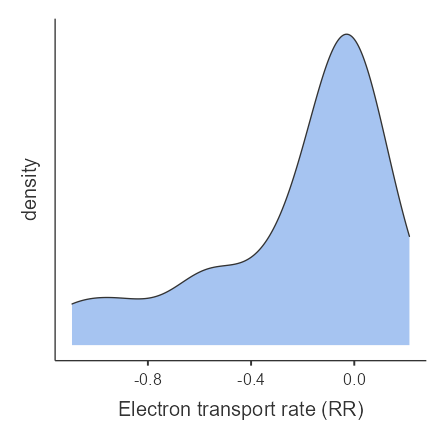 density
-0.8
-0.4
0.0
Electron transport rate (RR)